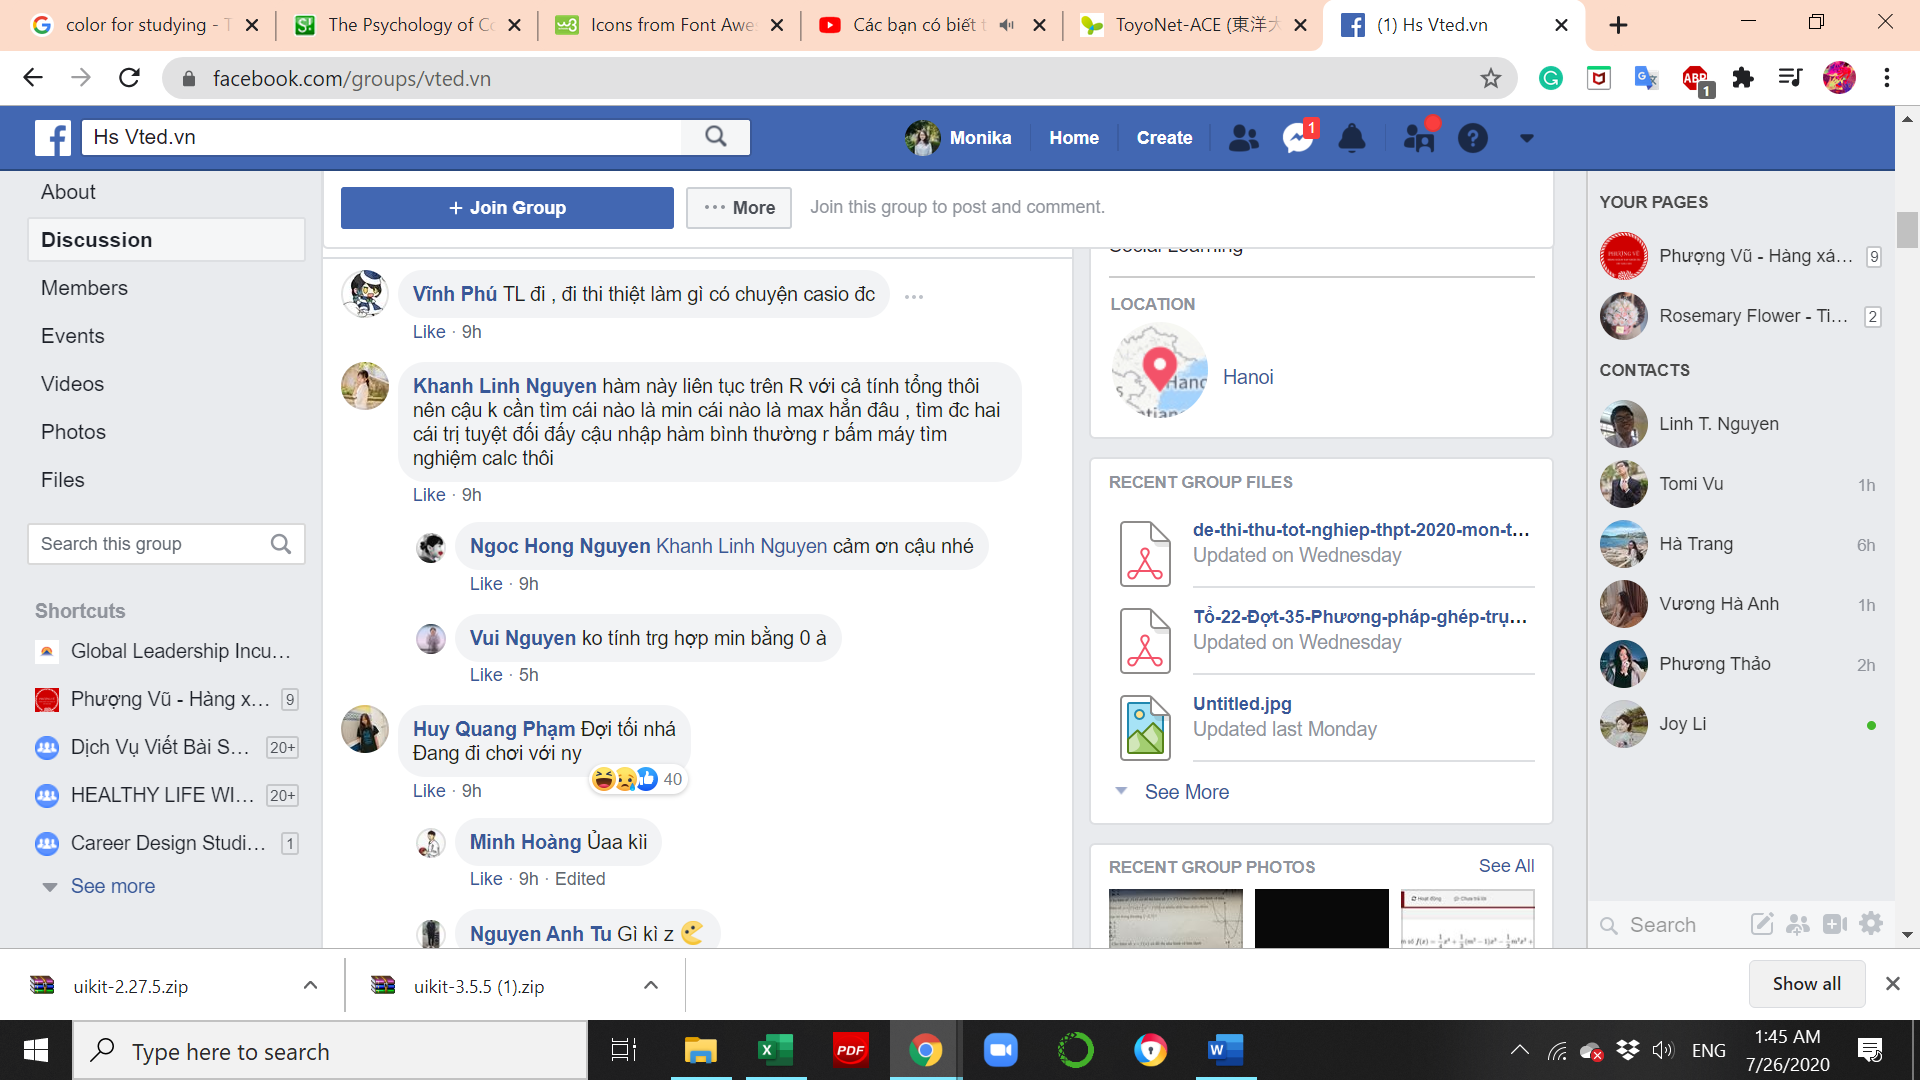 color for studying - T
The Psychology of Co
Icons from Font Awes
Các bạn có biết t
ToyoNet-ACE (東洋大
(1) Hs Vted.vn
facebook.com/groups/vted.vn
ABP
1
Hs Vted.vn
Monika
Home
Create
1
About
Discussion
Members
Events
Videos
Photos
Files
Search this group
Shortcuts
Global Leadership Incu...
Phượng Vũ - Hàng x... 9
Dịch Vụ Viết Bài S... 20+
HEALTHY LIFE WI... 20+
Career Design Studi... 1
See more
+ Join Group
··· More
Join this group to post and comment.
Vĩnh Phú TL đi , đi thi thiệt làm gì có chuyện casio đc
Like · 9h
Khanh Linh Nguyen hàm này liên tục trên R với cả tính tổng thôi
nên cậu k cần tìm cái nào là min cái nào là max hẳn đâu , tìm đc hai
cái trị tuyệt đối đấy cậu nhập hàm bình thường r bấm máy tìm
nghiệm calc thôi
Like · 9h
Ngoc Hong Nguyen Khanh Linh Nguyen cảm ơn cậu nhé
Like · 9h
Vui Nguyen ko tính trg hợp min bằng 0 à
Like · 5h
Huy Quang Phạm Đợi tối nhá
Đang đi chơi với ny
40
Like · 9h
Minh Hoàng Ủaa kìi
Like · 9h · Edited
Nguyen Anh Tu Gì kì z
Social Learning
LOCATION
Hanoi
RECENT GROUP FILES
de-thi-thu-tot-nghiep-thpt-2020-mon-t...
Updated on Wednesday
Tổ-22-Đợt-35-Phương-pháp-ghép-trụ...
Updated on Wednesday
Untitled.jpg
Updated last Monday
See More
RECENT GROUP PHOTOS
See All
YOUR PAGES
Phượng Vũ - Hàng xá... 9
Rosemary Flower - Ti... 2
CONTACTS
Linh T. Nguyen
Tomi Vu 1h
Hà Trang 6h
Vương Hà Anh 1h
Phương Thảo 2h
Joy Li
Search
uikit-2.27.5.zip
uikit-3.5.5 (1).zip
Show all
Type here to search
PDF
ENG
1:45 AM
7/26/2020